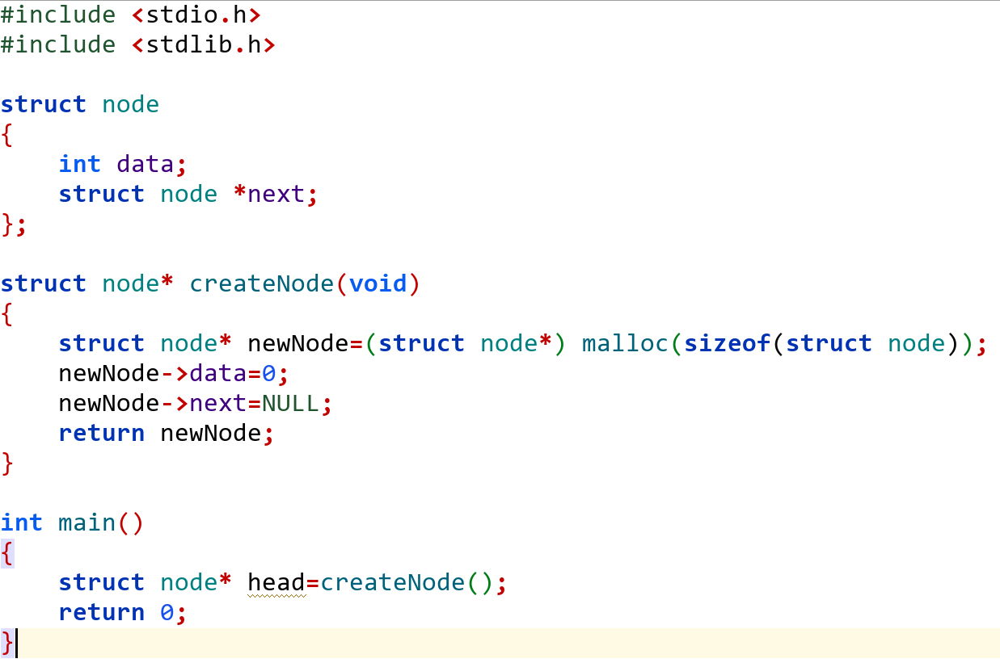 #include <stdio.h>
#include <stdlib.h>
struct node
{
    int data;
    struct node *next;
};
struct node* createNode(void)
{
    struct node* newNode=(struct node*) malloc(sizeof(struct node));
    newNode->data=0;
    newNode->next=NULL;
    return newNode;
}
int main()
{
    struct node* head=createNode();
    return 0;
}